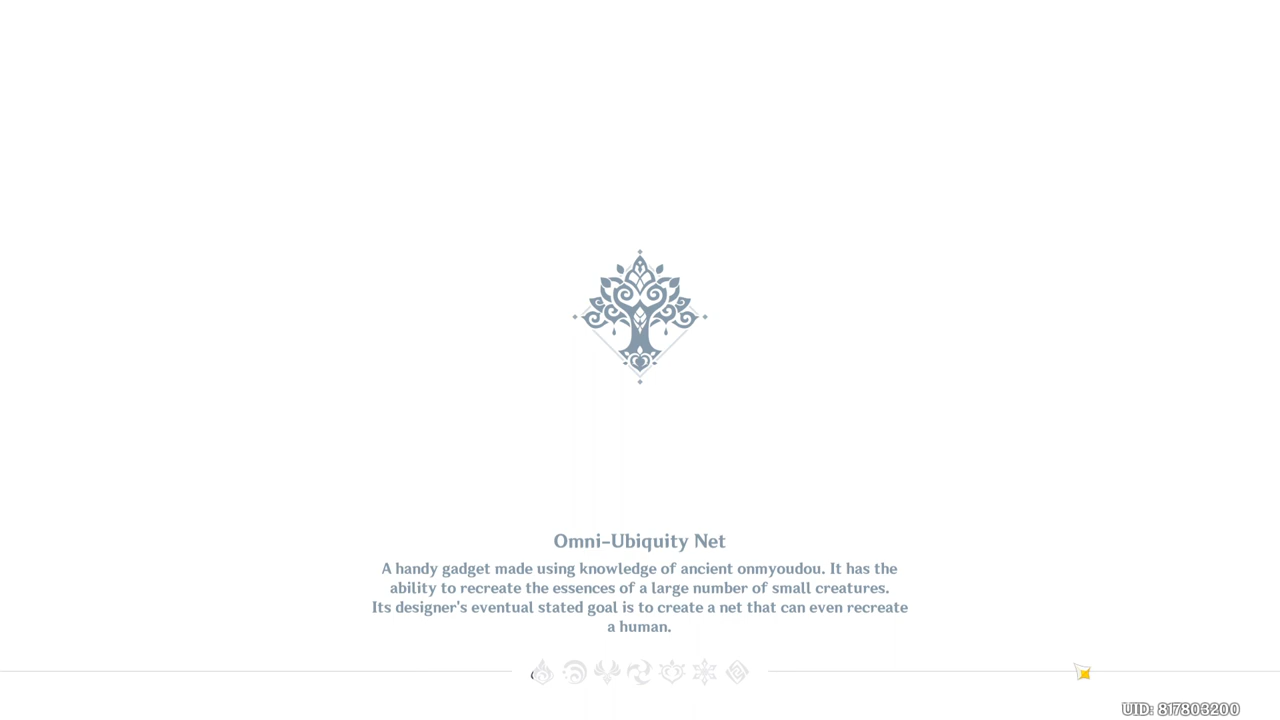 Omni-Ubiquity Net
A handy gadget made using knowledge of ancient onmyoudou. It has the
ability to recreate the essences of a large number of small creatures.
Its designer's eventual stated goal is to create a net that can even recreate
a human.
UID: 817803200